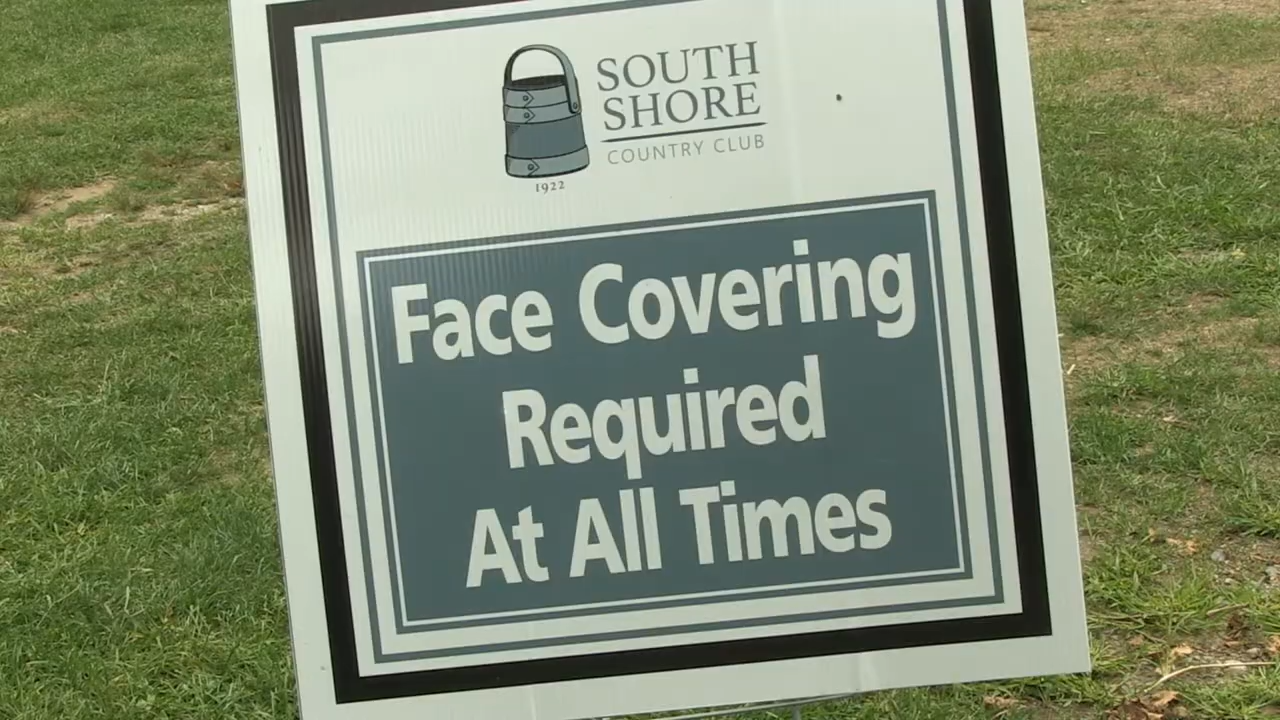 SOUTH
SHORE
COUNTRY CLUB
1922
Face Covering
Required
At All Times